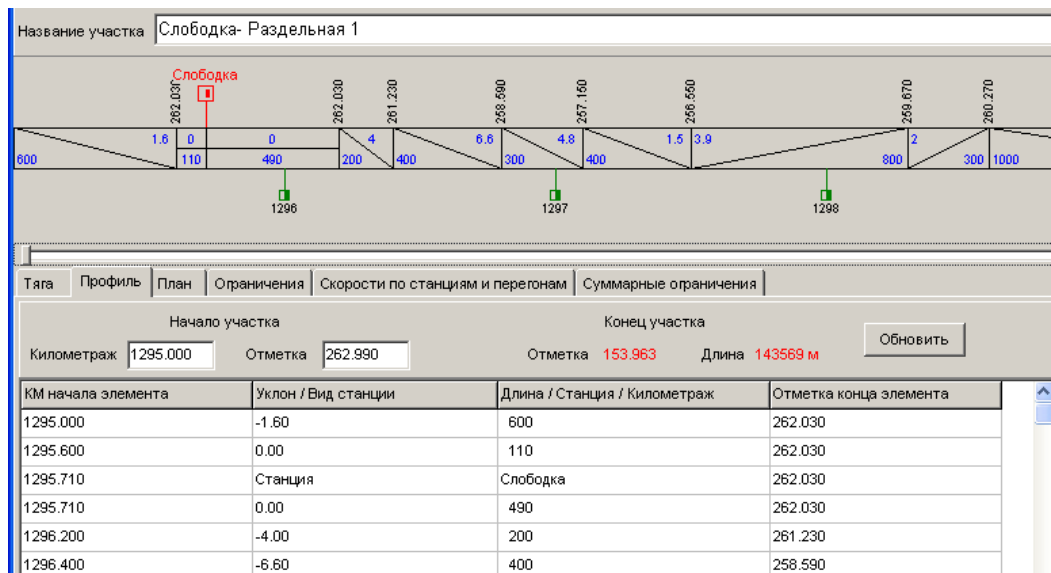 Название участка Слободка- Раздельная 1
Слободка
262.030 262.030 261.230 258.590 257.150 256.550 259.670 260.270
1.6 0 0 4 6.6 4.8 1.5 3.9 2
600 110 490 200 400 300 400 800 300 1000
1296 1297 1298
Тяга Профиль План Ограничения Скорости по станциям и перегонам Суммарные ограничения
Начало участка Конец участка
Километраж 1295.000 Отметка 262.990 Отметка 153.963 Длина 143569 м Обновить
КМ начала элемента Уклон / Вид станции Длина / Станция / Километраж Отметка конца элемента
1295.000 -1.60 600 262.030
1295.600 0.00 110 262.030
1295.710 Станция Слободка 262.030
1295.710 0.00 490 262.030
1296.200 -4.00 200 261.230
1296.400 -6.60 400 258.590